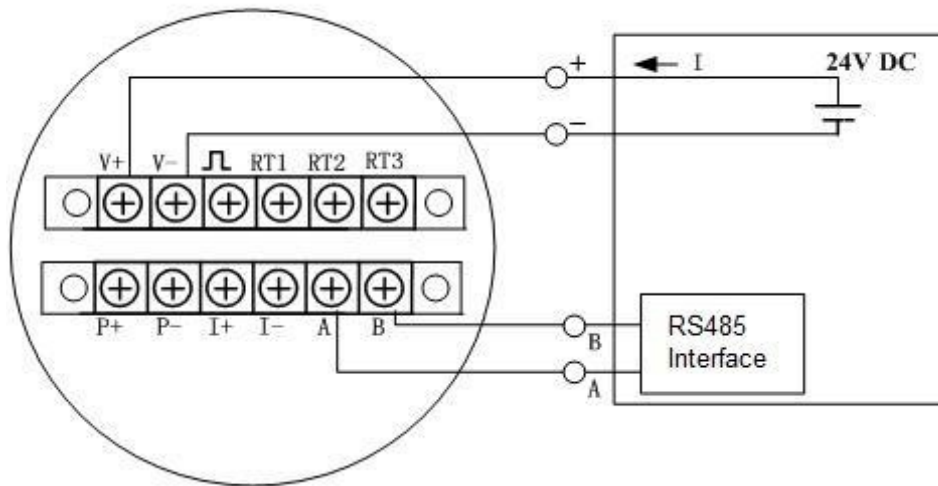 + I 24V DC
−
V+ V- RT1 RT2 RT3
P+ P- I+ I- A B
B
A
RS485
Interface